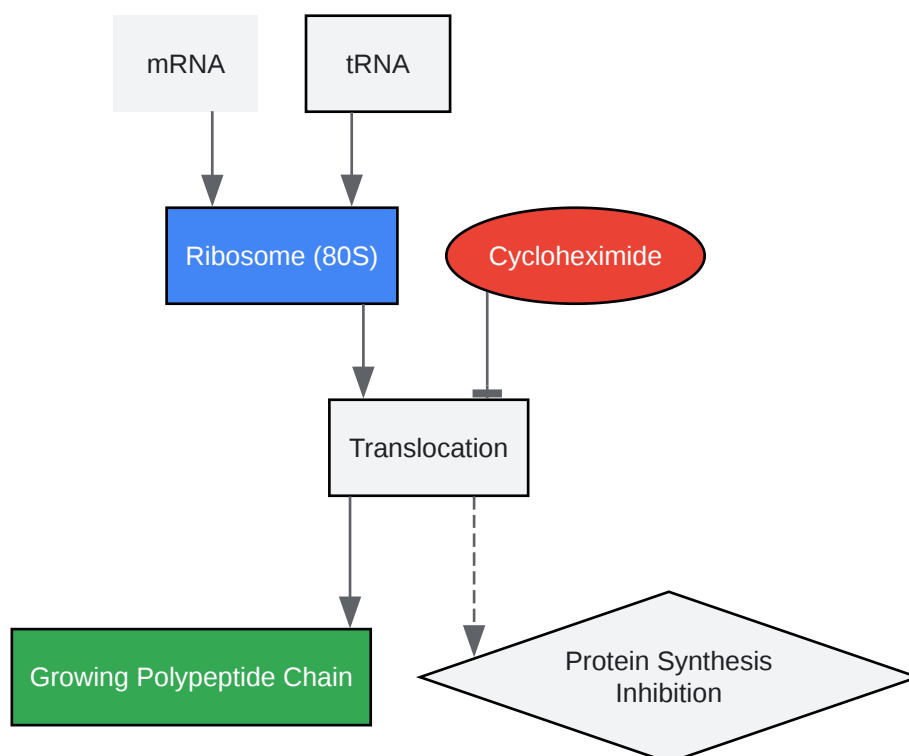 mRNA
tRNA
Ribosome (80S)
Cycloheximide
Translocation
Growing Polypeptide Chain
Protein Synthesis
Inhibition